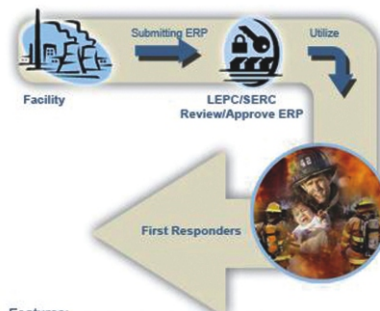 Submitting ERP
Utilize
Facility
LEPC/SERC
Review/Approve ERP
First Responders